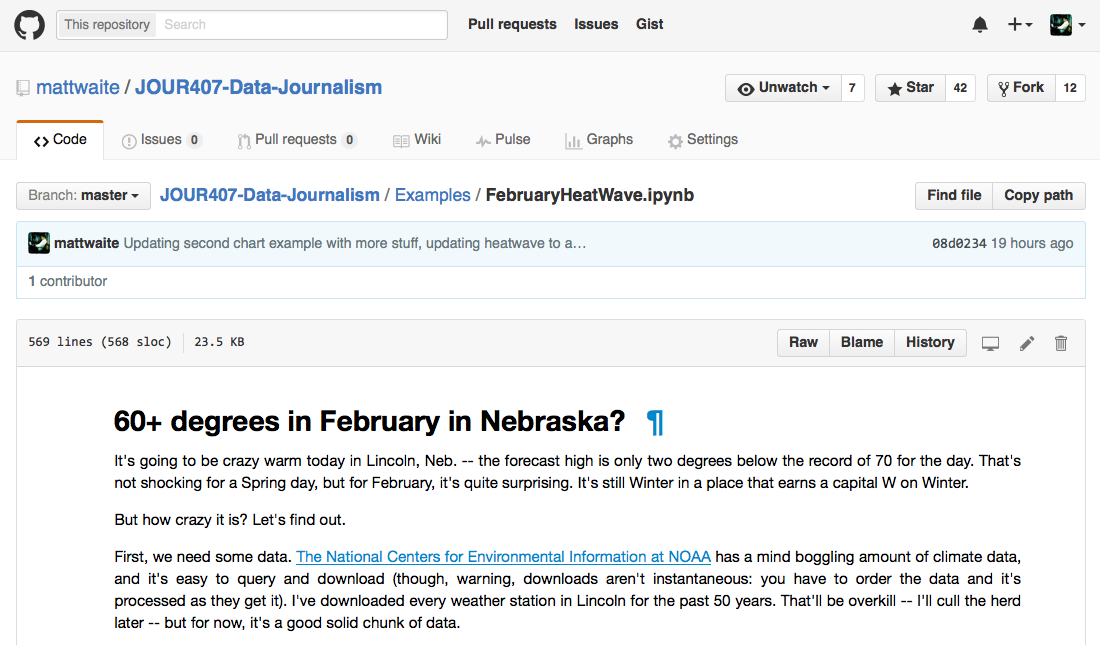 This repository Search Pull requests Issues Gist
mattwaite / JOUR407-Data-Journalism Unwatch 7 Star 42 Fork 12
Code Issues 0 Pull requests 0 Wiki Pulse Graphs Settings
Branch: master JOUR407-Data-Journalism / Examples / FebruaryHeatWave.ipynb Find file Copy path
mattwaite Updating second chart example with more stuff, updating heatwave to a… 08d0234 19 hours ago
1 contributor
569 lines (568 sloc) 23.5 KB Raw Blame History
60+ degrees in February in Nebraska? ¶
It's going to be crazy warm today in Lincoln, Neb. -- the forecast high is only two degrees below the record of 70 for the day. That's
not shocking for a Spring day, but for February, it's quite surprising. It's still Winter in a place that earns a capital W on Winter.
But how crazy it is? Let's find out.
First, we need some data. The National Centers for Environmental Information at NOAA has a mind boggling amount of climate data,
and it's easy to query and download (though, warning, downloads aren't instantaneous: you have to order the data and it's
processed as they get it). I've downloaded every weather station in Lincoln for the past 50 years. That'll be overkill -- I'll cull the herd
later -- but for now, it's a good solid chunk of data.